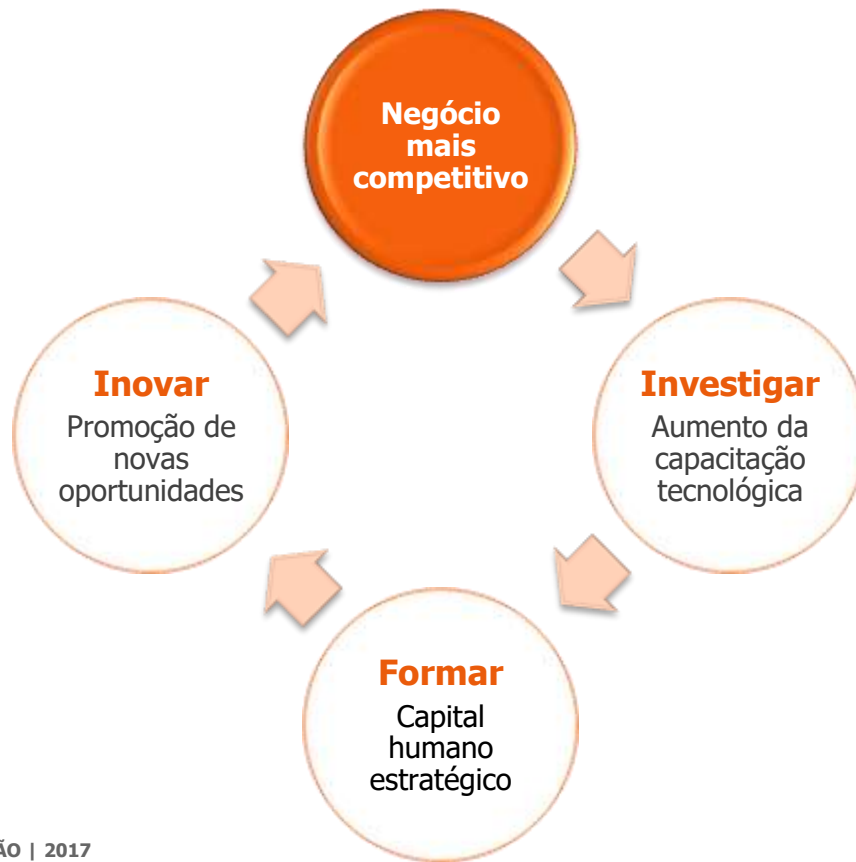 Negócio
mais
competitivo
Inovar
Promoção de
novas
oportunidades
Investigar
Aumento da
capacitação
tecnológica
Formar
Capital
humano
estratégico
ÃO | 2017